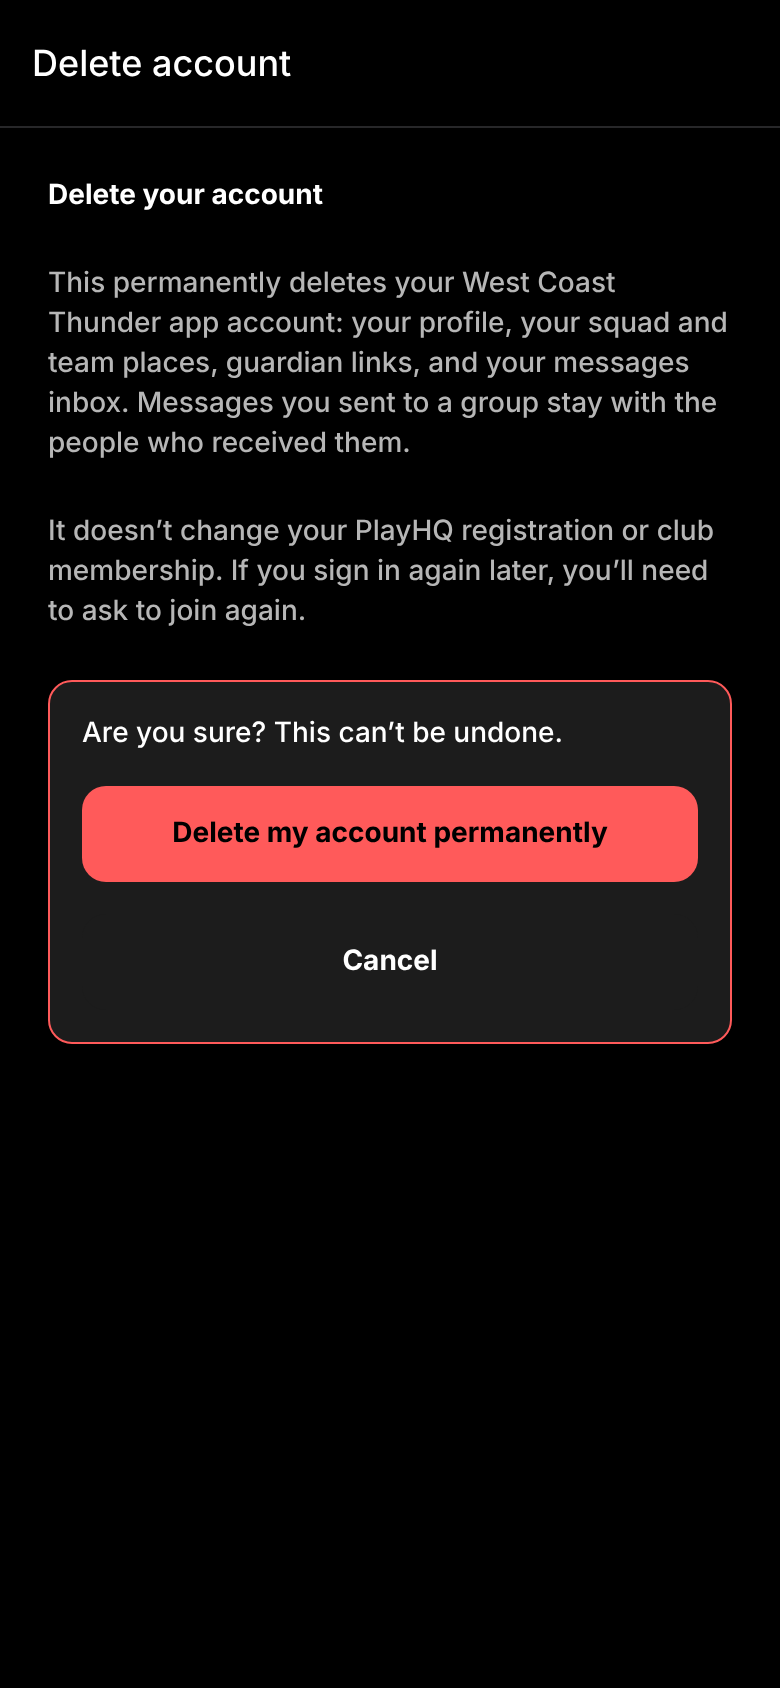 Delete account
Delete your account
This permanently deletes your West Coast
Thunder app account: your profile, your squad and
team places, guardian links, and your messages
inbox. Messages you sent to a group stay with the
people who received them.
It doesn’t change your PlayHQ registration or club
membership. If you sign in again later, you’ll need
to ask to join again.
Are you sure? This can’t be undone.
Delete my account permanently
Cancel